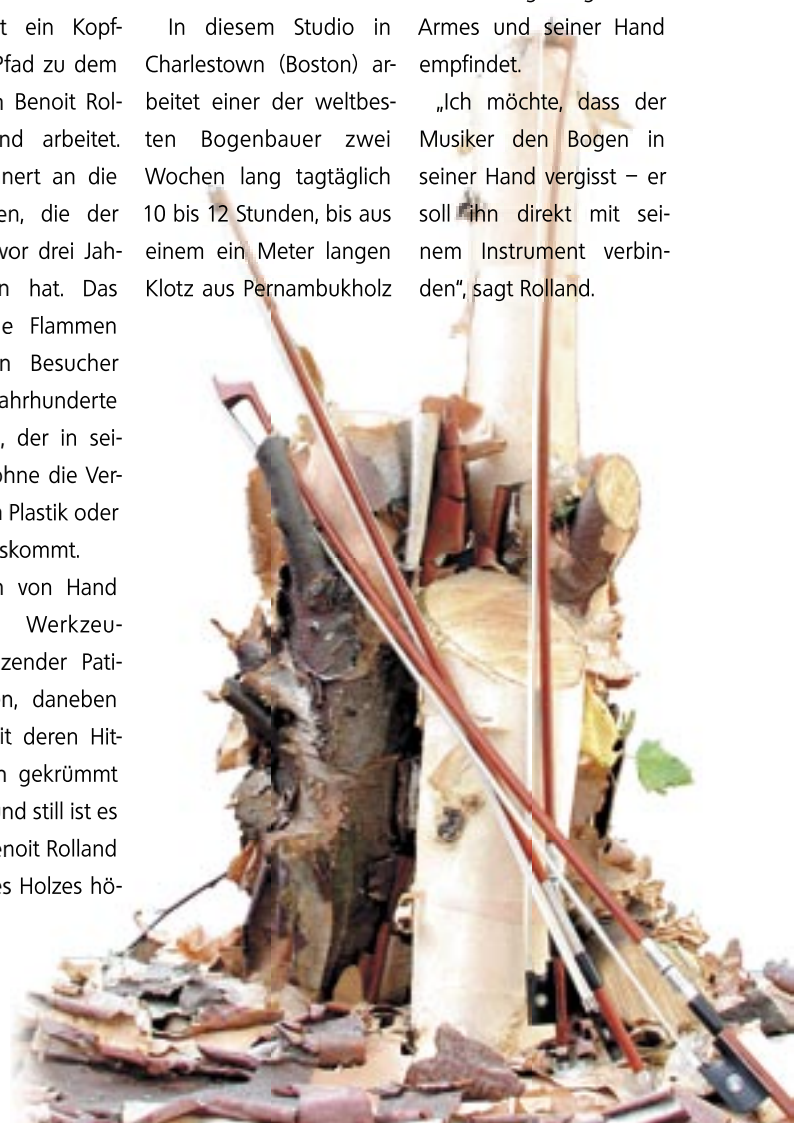 t ein Kopf-
Pfad zu dem
n Benoit Rol-
nd arbeitet.
nert an die
en, die der
vor drei Jah-
n hat. Das
e Flammen
n Besucher
ahrhunderte
, der in sei-
ohne die Ver-
n Plastik oder
skommt.
n von Hand
Werkzeu-
zender Pati-
en, daneben
it deren Hit-
n gekrümmt
und still ist es
enoit Rolland
es Holzes hö-
In diesem Studio in
Charlestown (Boston) ar-
beitet einer der weltbes-
ten Bogenbauer zwei
Wochen lang tagtäglich
10 bis 12 Stunden, bis aus
einem ein Meter langen
Klotz aus Pernambukholz
Armes und seiner Hand
empfindet.
„Ich möchte, dass der
Musiker den Bogen in
seiner Hand vergisst – er
soll ihn direkt mit sei-
nem Instrument verbin-
den“, sagt Rolland.